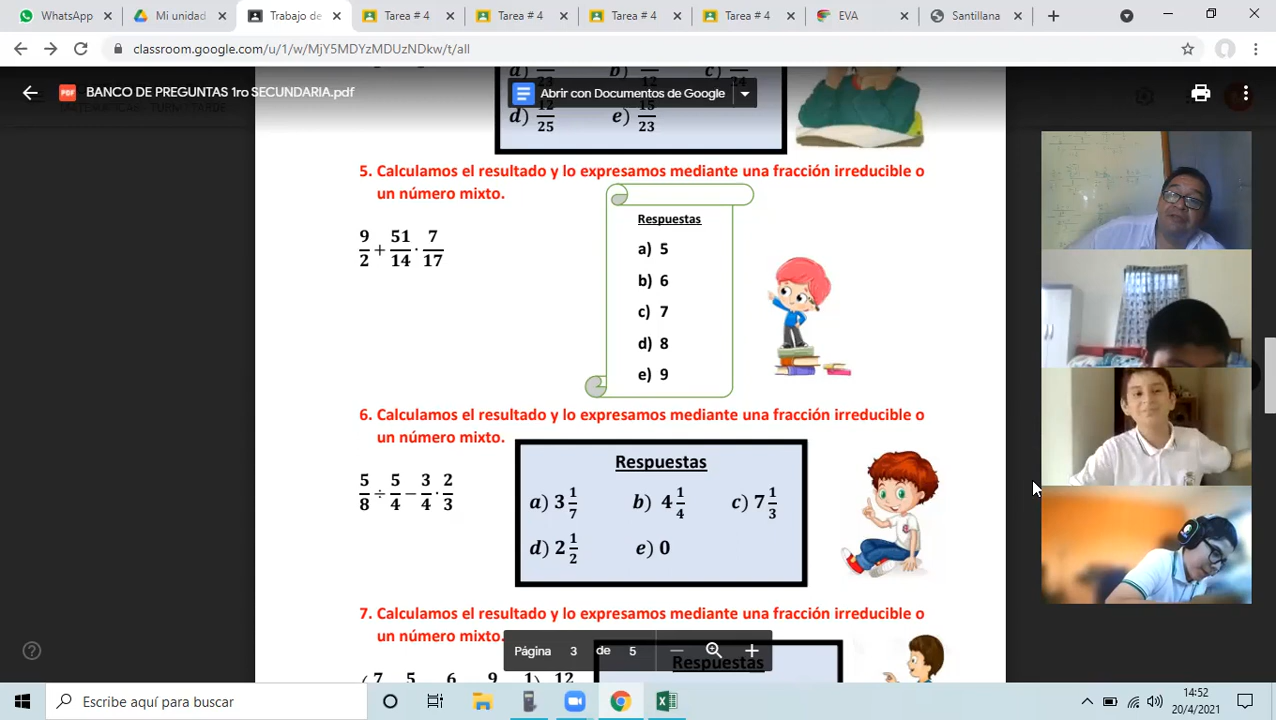 WhatsApp
Mi unidad
Trabajo de
Tarea # 4
Tarea # 4
Tarea # 4
Tarea # 4
EVA
Santillana
classroom.google.com/u/1/w/MjY5MDYzMDUzNDkw/t/all
BANCO DE PREGUNTAS 1ro SECUNDARIA.pdf
Abrir con Documentos de Google
a) /23 b) /12 c) /34
d) 12/25 e) 15/23
5. Calculamos el resultado y lo expresamos mediante una fracción irreducible o
un número mixto.
Respuestas
9/2 + 51/14 · 7/17
a) 5
b) 6
c) 7
d) 8
e) 9
6. Calculamos el resultado y lo expresamos mediante una fracción irreducible o
un número mixto.
Respuestas
5/8 ÷ 5/4 − 3/4 · 2/3
a) 3 1/7 b) 4 1/4 c) 7 1/3
d) 2 1/2 e) 0
7. Calculamos el resultado y lo expresamos mediante una fracción irreducible o
un número mixto.
Página 3 de 5
Respuestas
Escribe aquí para buscar
14:52
20/4/2021